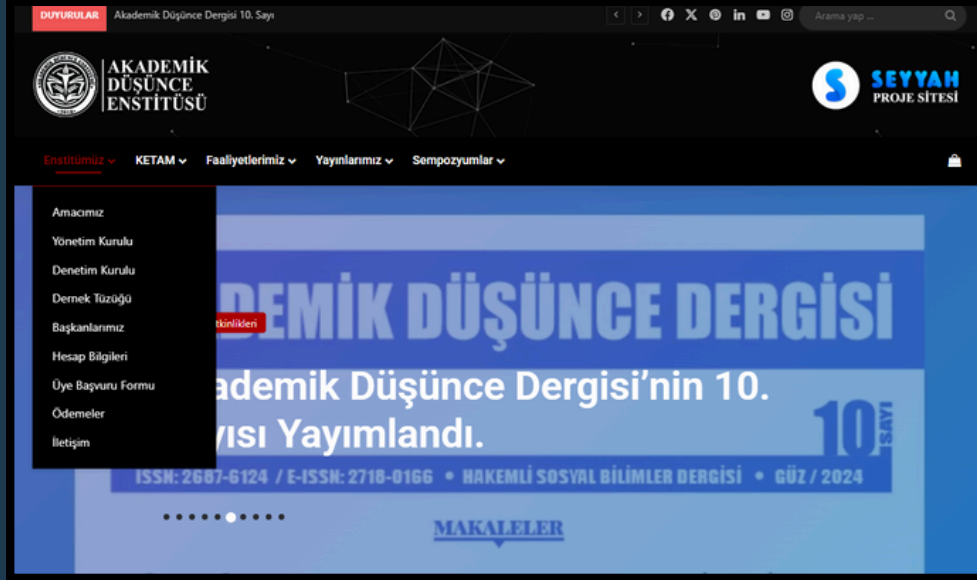 DUYURULAR Akademik Düşünce Dergisi 10. Sayı
Arama yap ...
AKADEMİK
DÜŞÜNCE
ENSTİTÜSÜ
S SEYYAH
PROJE SİTESİ
Enstitümüz KETAM Faaliyetlerimiz Yayınlarımız Sempozyumlar
Amacımız
Yönetim Kurulu
Denetim Kurulu
Dernek Tüzüğü
Başkanlarımız
Hesap Bilgileri
Üye Başvuru Formu
Ödemeler
İletişim
DEMİK DÜŞÜNCE DERGİSİ
tkinlikleri
ademik Düşünce Dergisi’nin 10.
yısı Yayımlandı.
10 SAYI
ISSN: 2687-6124 / E-ISSN: 2718-0166 • HAKEMLİ SOSYAL BİLİMLER DERGİSİ • GÜZ / 2024
MAKALELER